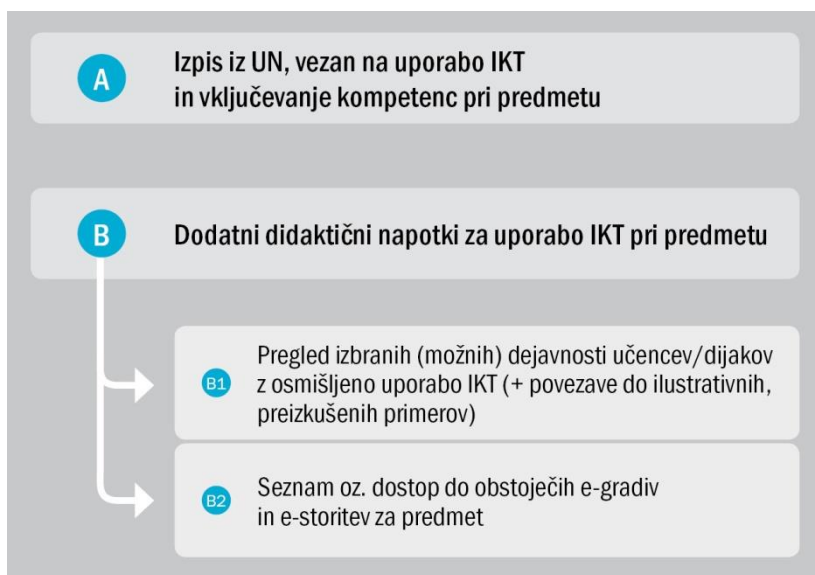 A
Izpis iz UN, vezan na uporabo IKT
in vključevanje kompetenc pri predmetu
B
Dodatni didaktični napotki za uporabo IKT pri predmetu
B1
Pregled izbranih (možnih) dejavnosti učencev/dijakov
z osmišljeno uporabo IKT (+ povezave do ilustrativnih,
preizkušenih primerov)
B2
Seznam oz. dostop do obstoječih e-gradiv
in e-storitev za predmet